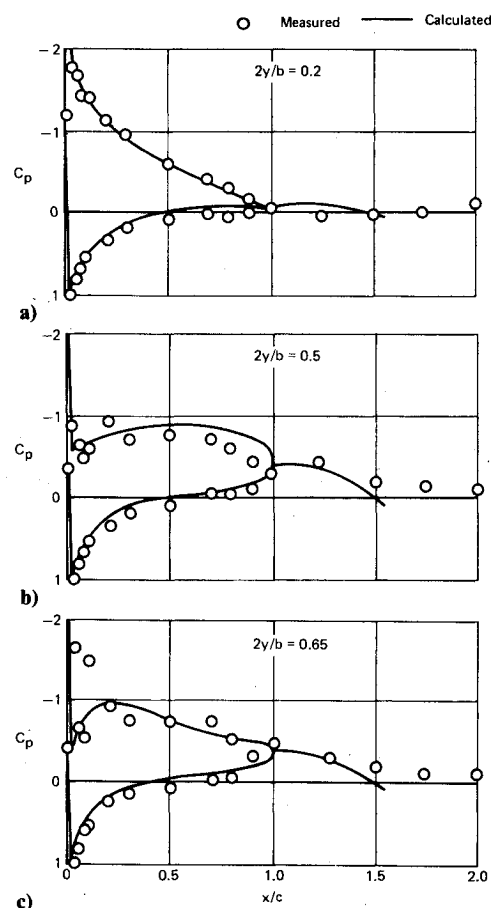 Measured Calculated
a)
−2
−1
Cp
0
1
2y/b = 0.2
b)
−2
−1
Cp
0
1
2y/b = 0.5
c)
−2
−1
Cp
0
1
2y/b = 0.65
0 0.5 1.0 1.5 2.0
x/c